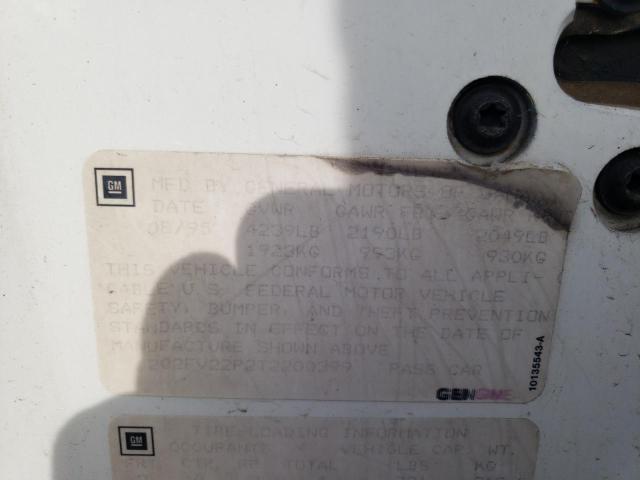 GM
MFD BY GENERAL MOTORS OF CANADA
DATE GVWR GAWR FRT GAWR
08/95 4239LB 2190LB 2049LB
1923KG 993KG 930KG
THIS VEHICLE CONFORMS TO ALL APPLI-
CABLE U.S. FEDERAL MOTOR VEHICLE
SAFETY, BUMPER, AND THEFT PREVENTION
STANDARDS IN EFFECT ON THE DATE OF
MANUFACTURE SHOWN ABOVE
PASS CAR
GENUINE
10135543-A
GM
TIRE-LOADING INFORMATION
OCCUPANTS VEHICLE CAP. WT.
FRT CTR RR TOTAL LBS KG